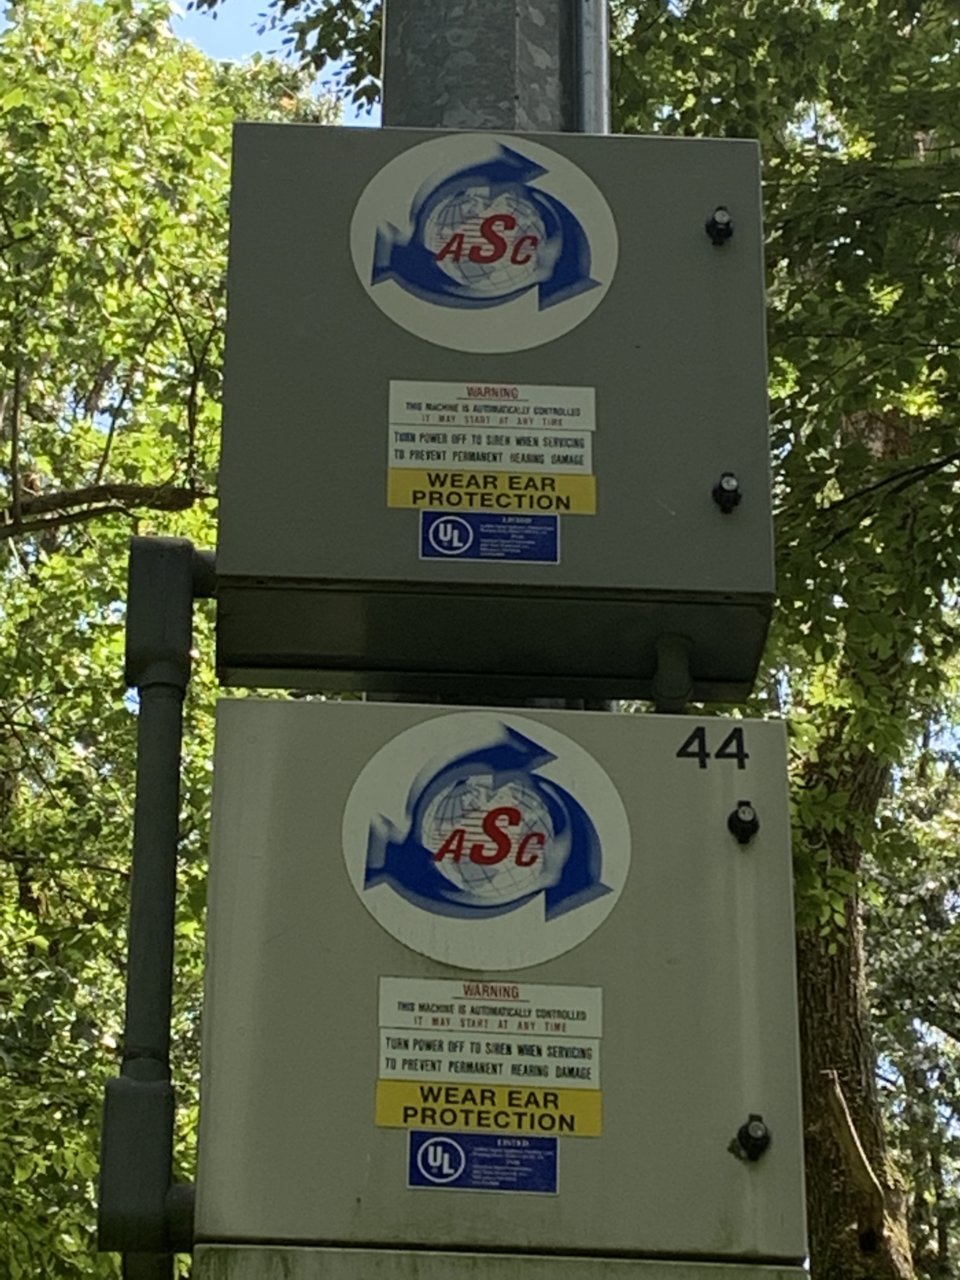 ASC
WARNING
THIS MACHINE IS AUTOMATICALLY CONTROLLED
IT MAY START AT ANY TIME
TURN POWER OFF TO SIREN WHEN SERVICING
TO PREVENT PERMANENT HEARING DAMAGE
WEAR EAR
PROTECTION
UL
LISTED
44
ASC
WARNING
THIS MACHINE IS AUTOMATICALLY CONTROLLED
IT MAY START AT ANY TIME
TURN POWER OFF TO SIREN WHEN SERVICING
TO PREVENT PERMANENT HEARING DAMAGE
WEAR EAR
PROTECTION
UL
LISTED